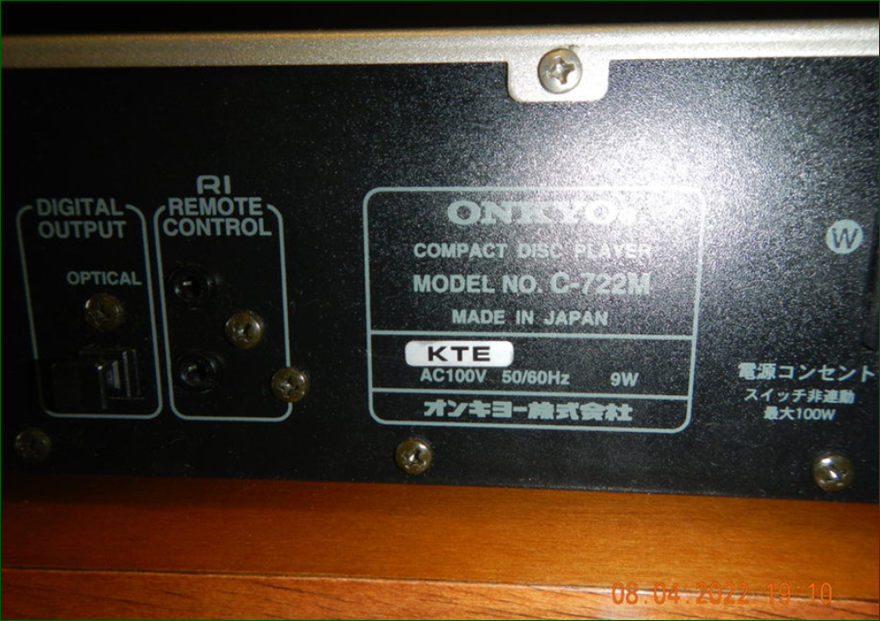 RI
DIGITAL OUTPUT
REMOTE CONTROL
OPTICAL
ONKYO®
COMPACT DISC PLAYER
MODEL NO. C-722M
MADE IN JAPAN
KTE
AC100V 50/60Hz 9W
オンキヨー株式会社
W
電源コンセント
スイッチ非連動
最大100W
08.04.2022 19:10